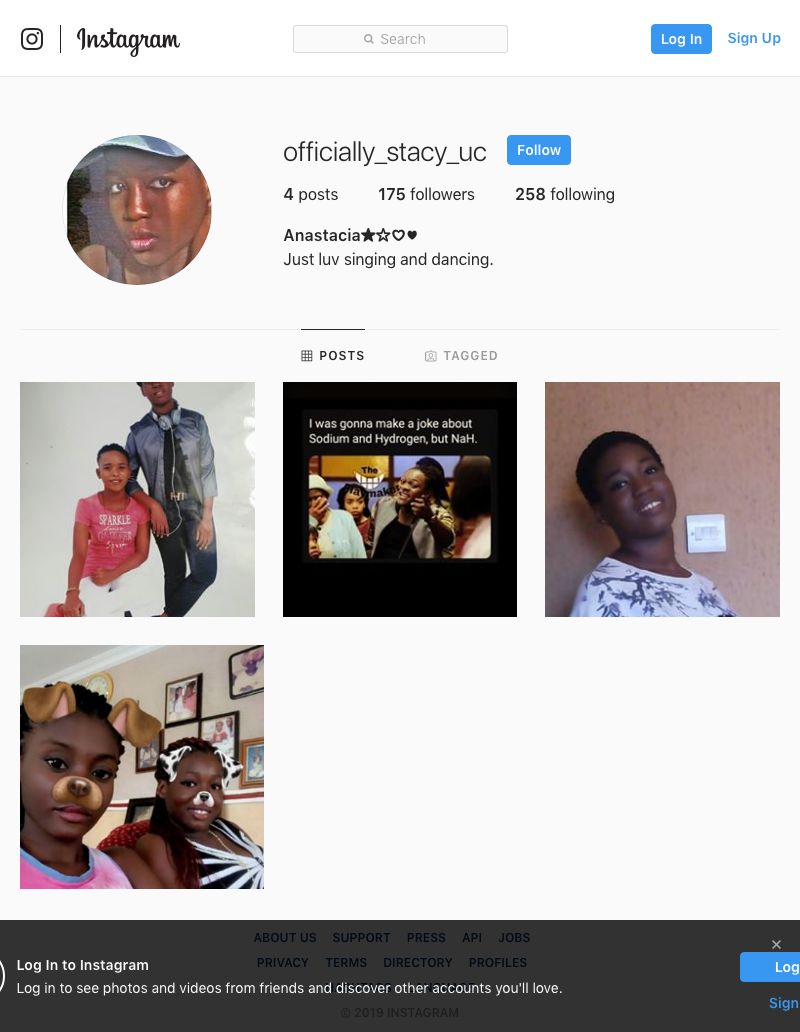 Instagram
Search
Log In
Sign Up
officially_stacy_uc
Follow
4 posts 175 followers 258 following
Anastacia★☆♡♥
Just luv singing and dancing.
POSTS
TAGGED
SPARKLE
I was gonna make a joke about
Sodium and Hydrogen, but NaH.
The
ABOUT US SUPPORT PRESS API JOBS
PRIVACY TERMS DIRECTORY PROFILES
Log In to Instagram
Log in to see photos and videos from friends and discover other accounts you'll love.
Log
Sign
© 2019 INSTAGRAM